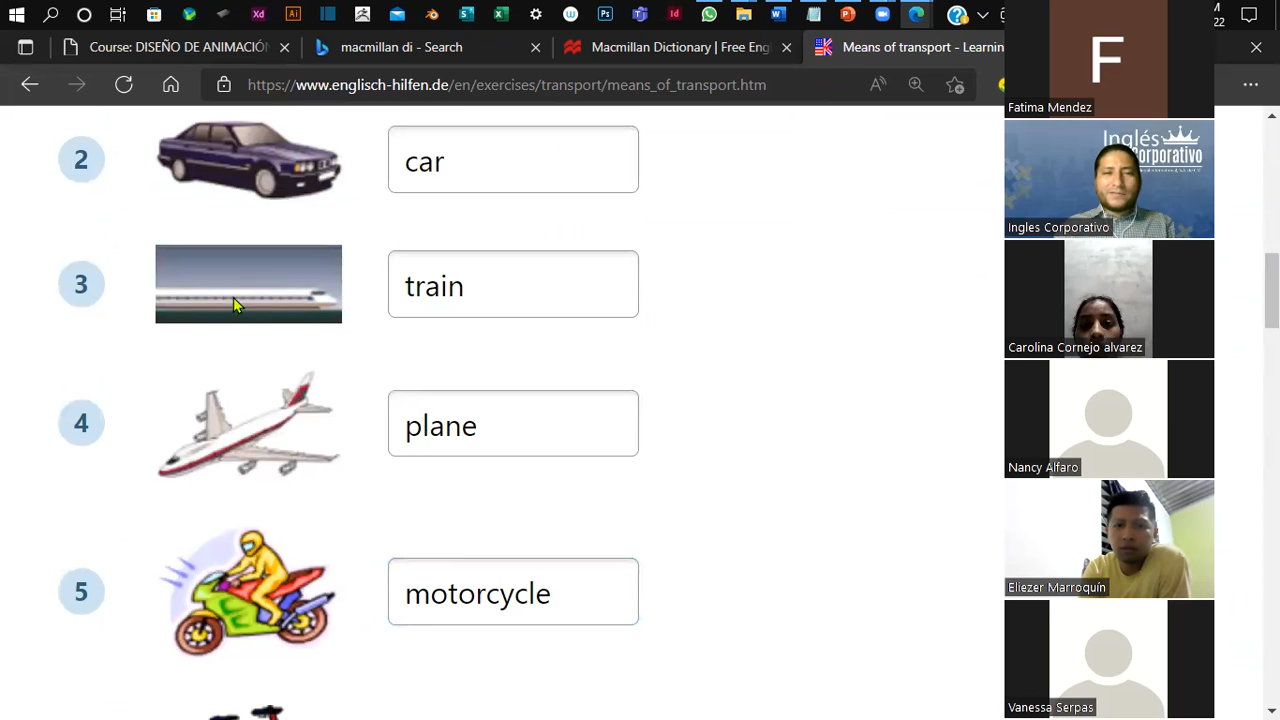 Course: DISEÑO DE ANIMACIÓN
macmillan di - Search
Macmillan Dictionary | Free Eng
Means of transport - Learning
https://www.englisch-hilfen.de/en/exercises/transport/means_of_transport.htm
2 car
3 train
4 plane
5 motorcycle
M
22
F
Fatima Mendez
Inglés
Corporativo
Ingles Corporativo
Carolina Cornejo alvarez
Nancy Alfaro
Eliezer Marroquín
Vanessa Serpas